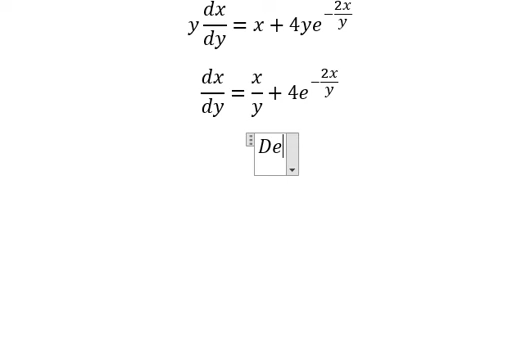 y dx/dy = x + 4ye^(-2x/y)
dx/dy = x/y + 4e^(-2x/y)
De